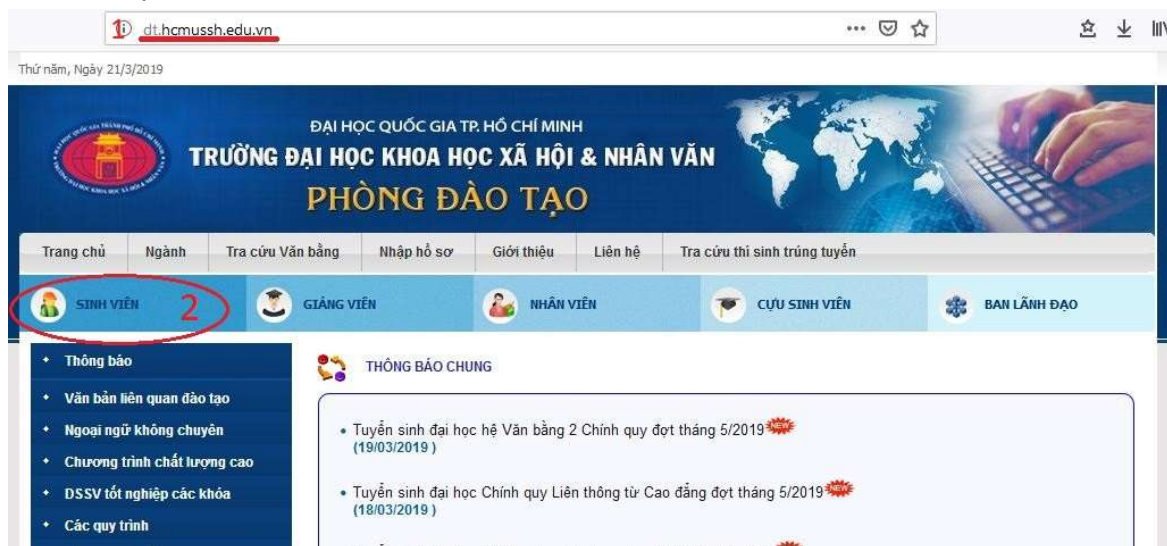 1
dt.hcmussh.edu.vn
Thứ năm, Ngày 21/3/2019
ĐẠI HỌC QUỐC GIA TP. HỒ CHÍ MINH
TRƯỜNG ĐẠI HỌC KHOA HỌC XÃ HỘI & NHÂN VĂN
PHÒNG ĐÀO TẠO
Trang chủ Ngành Tra cứu Văn bằng Nhập hồ sơ Giới thiệu Liên hệ Tra cứu thí sinh trúng tuyển
SINH VIÊN 2 GIẢNG VIÊN NHÂN VIÊN CỰU SINH VIÊN BAN LÃNH ĐẠO
Thông báo
Văn bản liên quan đào tạo
Ngoại ngữ không chuyên
Chương trình chất lượng cao
DSSV tốt nghiệp các khóa
Các quy trình
THÔNG BÁO CHUNG
Tuyển sinh đại học hệ Văn bằng 2 Chính quy đợt tháng 5/2019 NEW
(19/03/2019 )
Tuyển sinh đại học Chính quy Liên thông từ Cao đẳng đợt tháng 5/2019 NEW
(18/03/2019 )